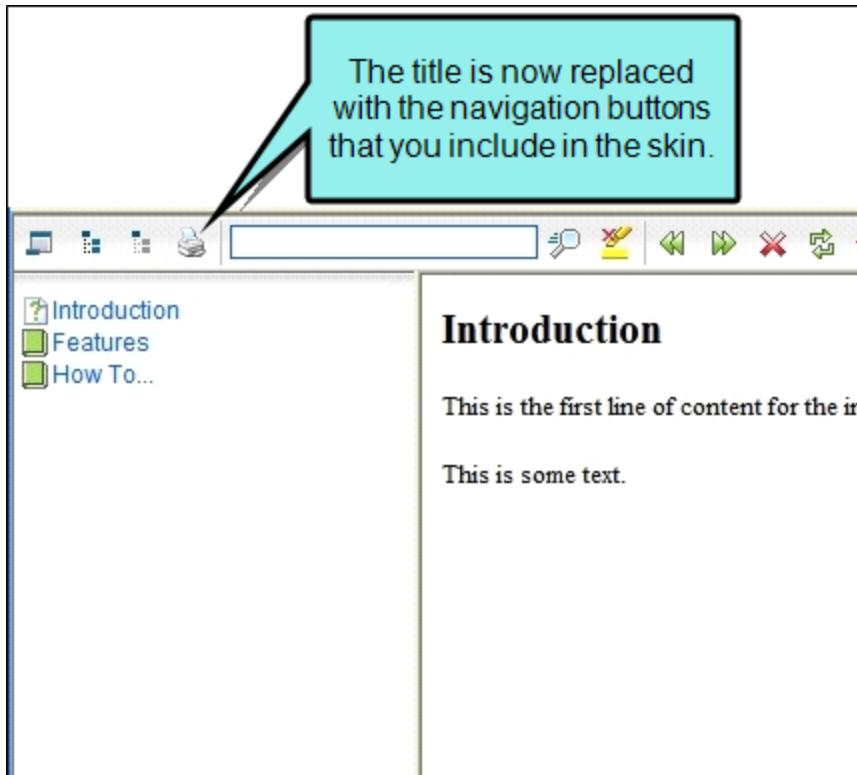 The title is now replaced
with the navigation buttons
that you include in the skin.
Introduction
Features
How To...
Introduction
This is the first line of content for the
This is some text.